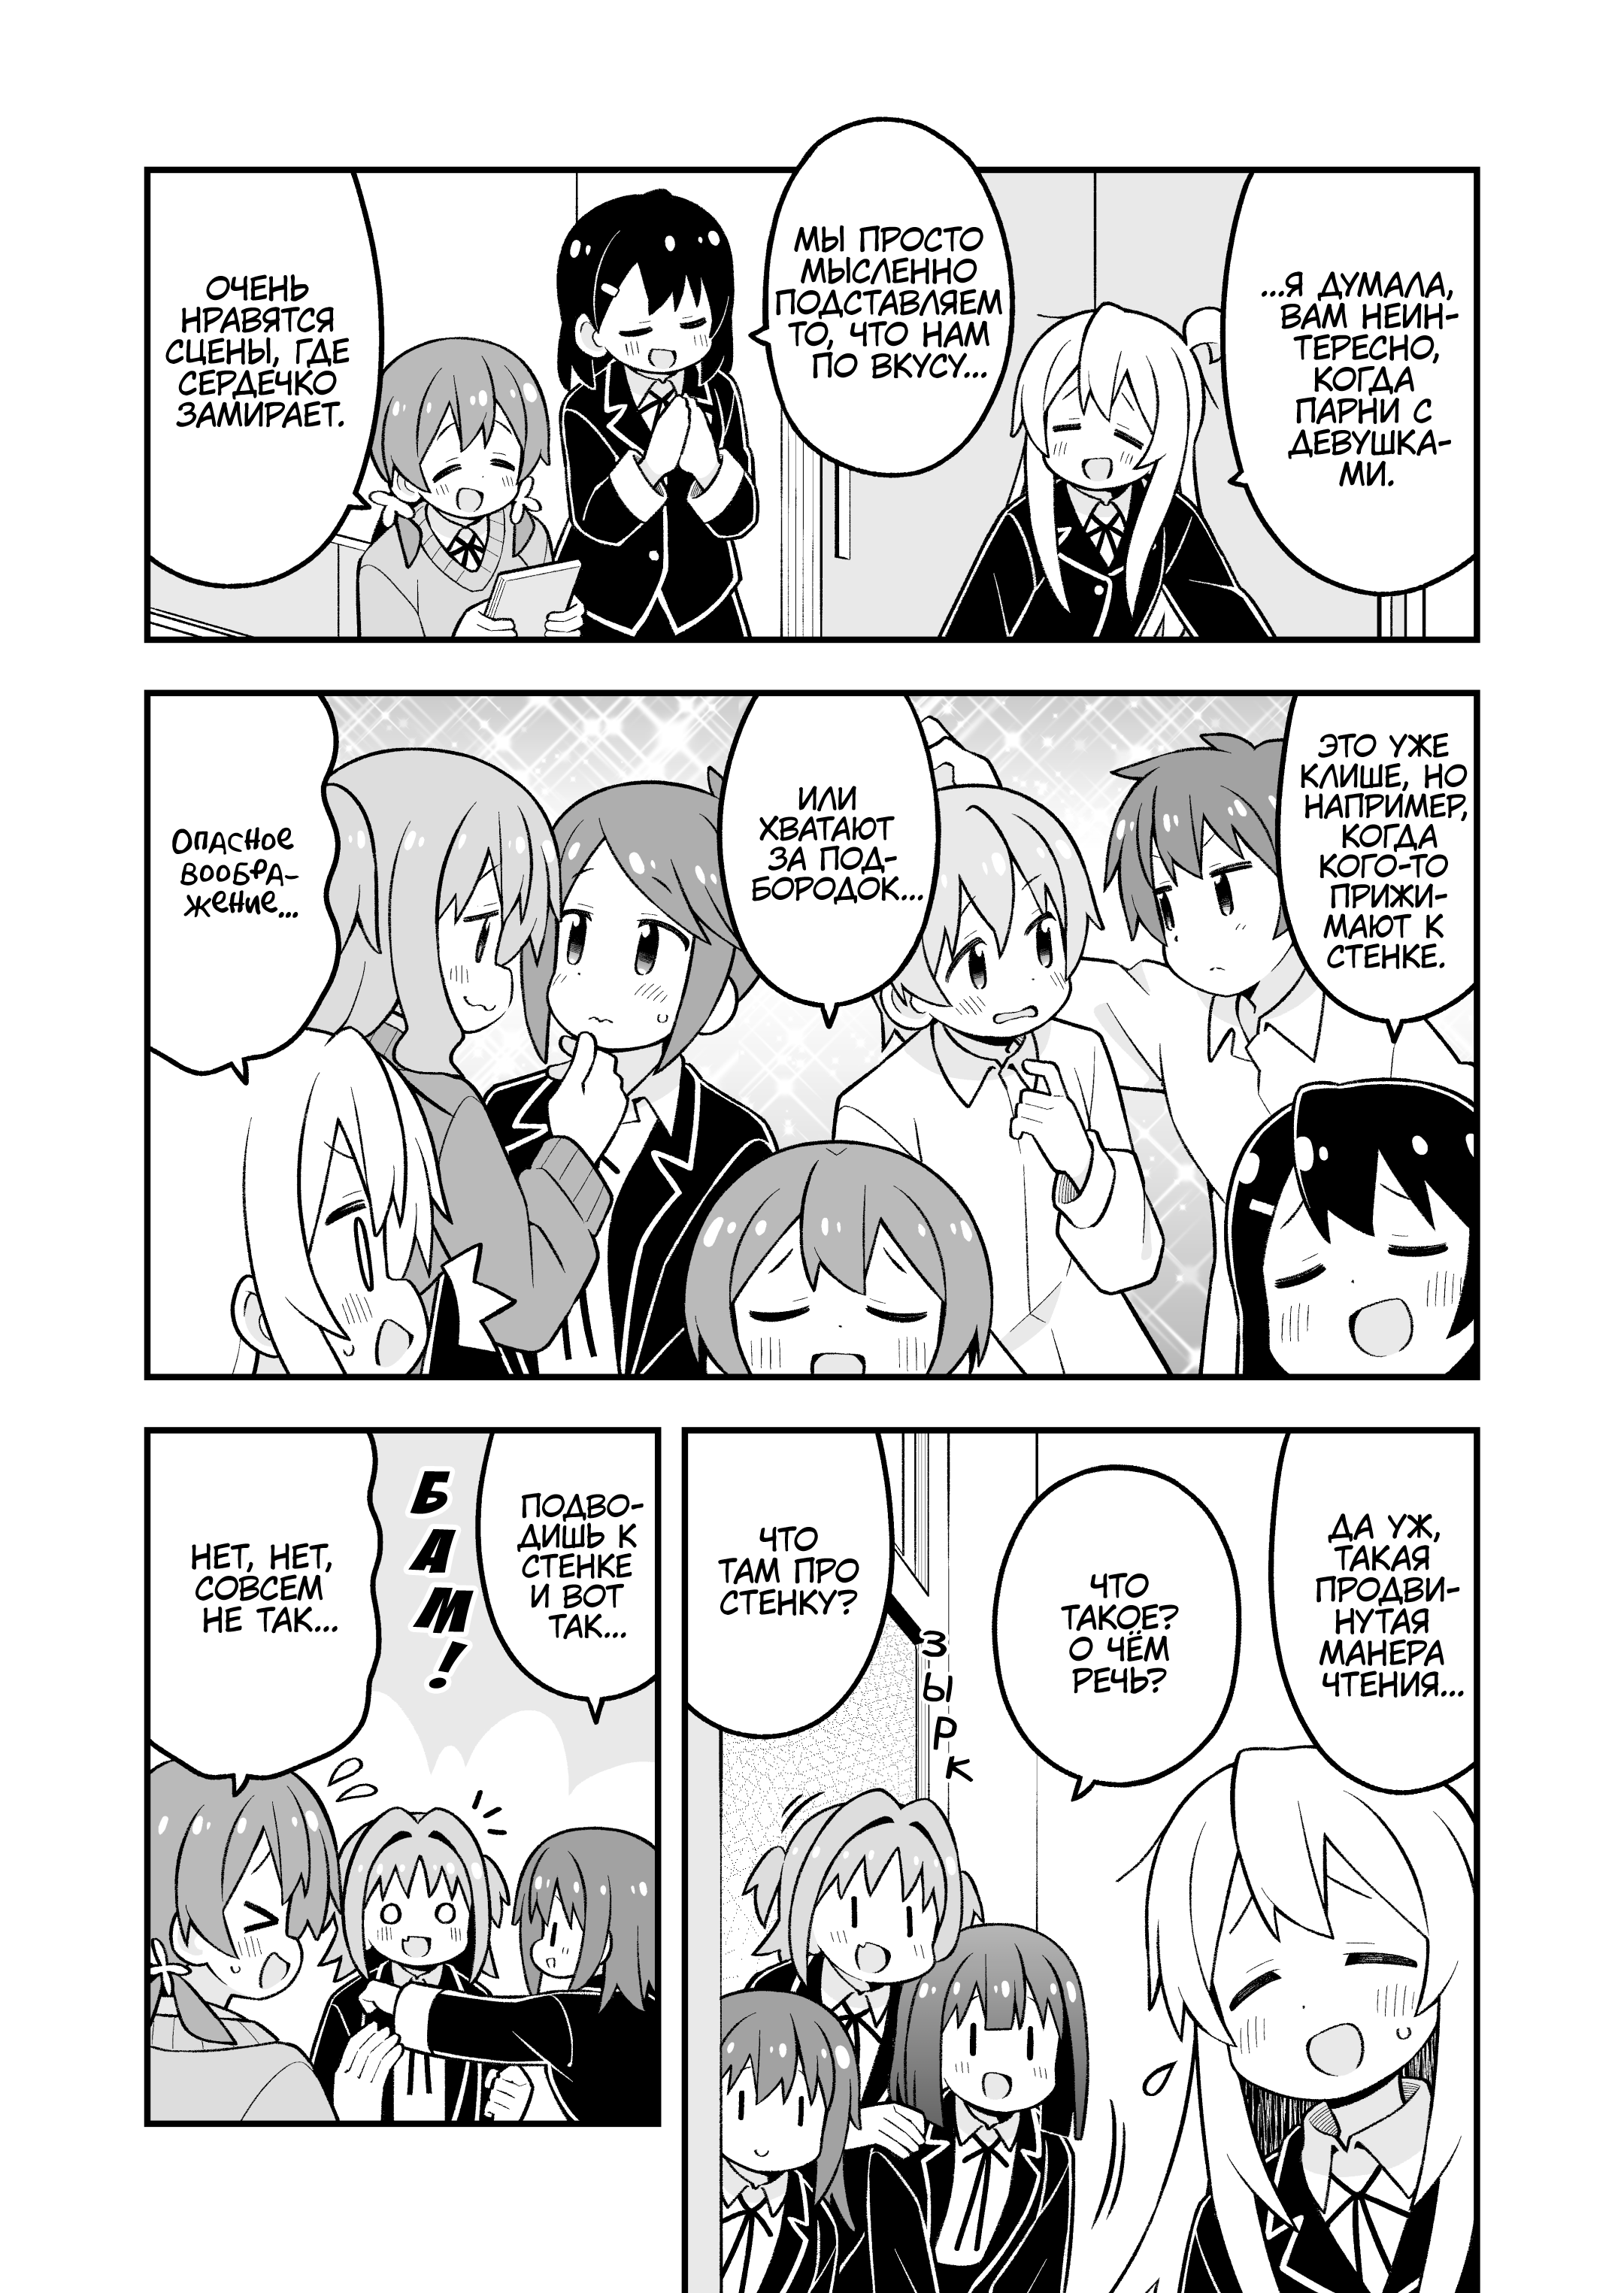 ...Я ДУМАЛА,
ВАМ НЕИН-
ТЕРЕСНО,
КОГДА
ПАРНИ С
ДЕВУШКА-
МИ.
МЫ ПРОСТО
МЫСЛЕННО
ПОДСТАВЛЯЕМ
ТО, ЧТО НАМ
ПО ВКУСУ...
ОЧЕНЬ
НРАВЯТСЯ
СЦЕНЫ, ГДЕ
СЕРДЕЧКО
ЗАМИРАЕТ.
ЭТО УЖЕ
КЛИШЕ, НО
НАПРИМЕР,
КОГДА
КОГО-ТО
ПРИЖИ-
МАЮТ К
СТЕНКЕ.
ИЛИ
ХВАТАЮТ
ЗА ПОД-
БОРОДОК...
Опасное
вообра-
жение...
ДА УЖ,
ТАКАЯ
ПРОДВИ-
НУТАЯ
МАНЕРА
ЧТЕНИЯ...
ЧТО
ТАКОЕ?
О ЧЁМ
РЕЧЬ?
ЗЫРК
ЧТО
ТАМ ПРО
СТЕНКУ?
ПОДВО-
ДИШЬ К
СТЕНКЕ
И ВОТ
ТАК...
БАМ!
НЕТ, НЕТ,
СОВСЕМ
НЕ ТАК...